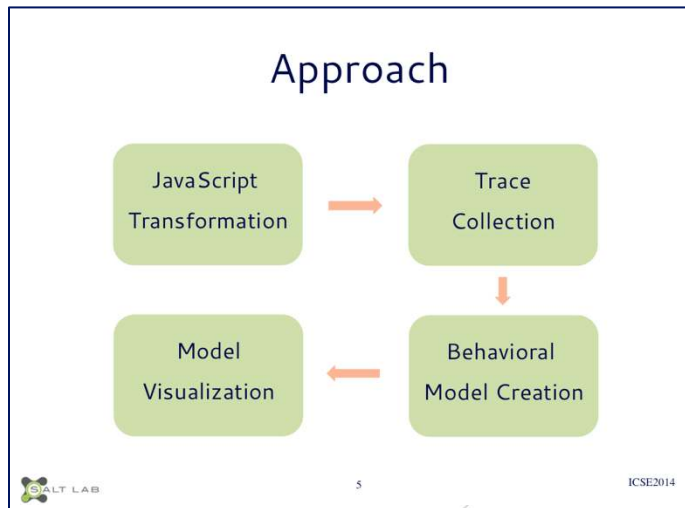 Approach
JavaScript
Transformation
Trace
Collection
Behavioral
Model Creation
Model
Visualization
SALT LAB
5
ICSE2014